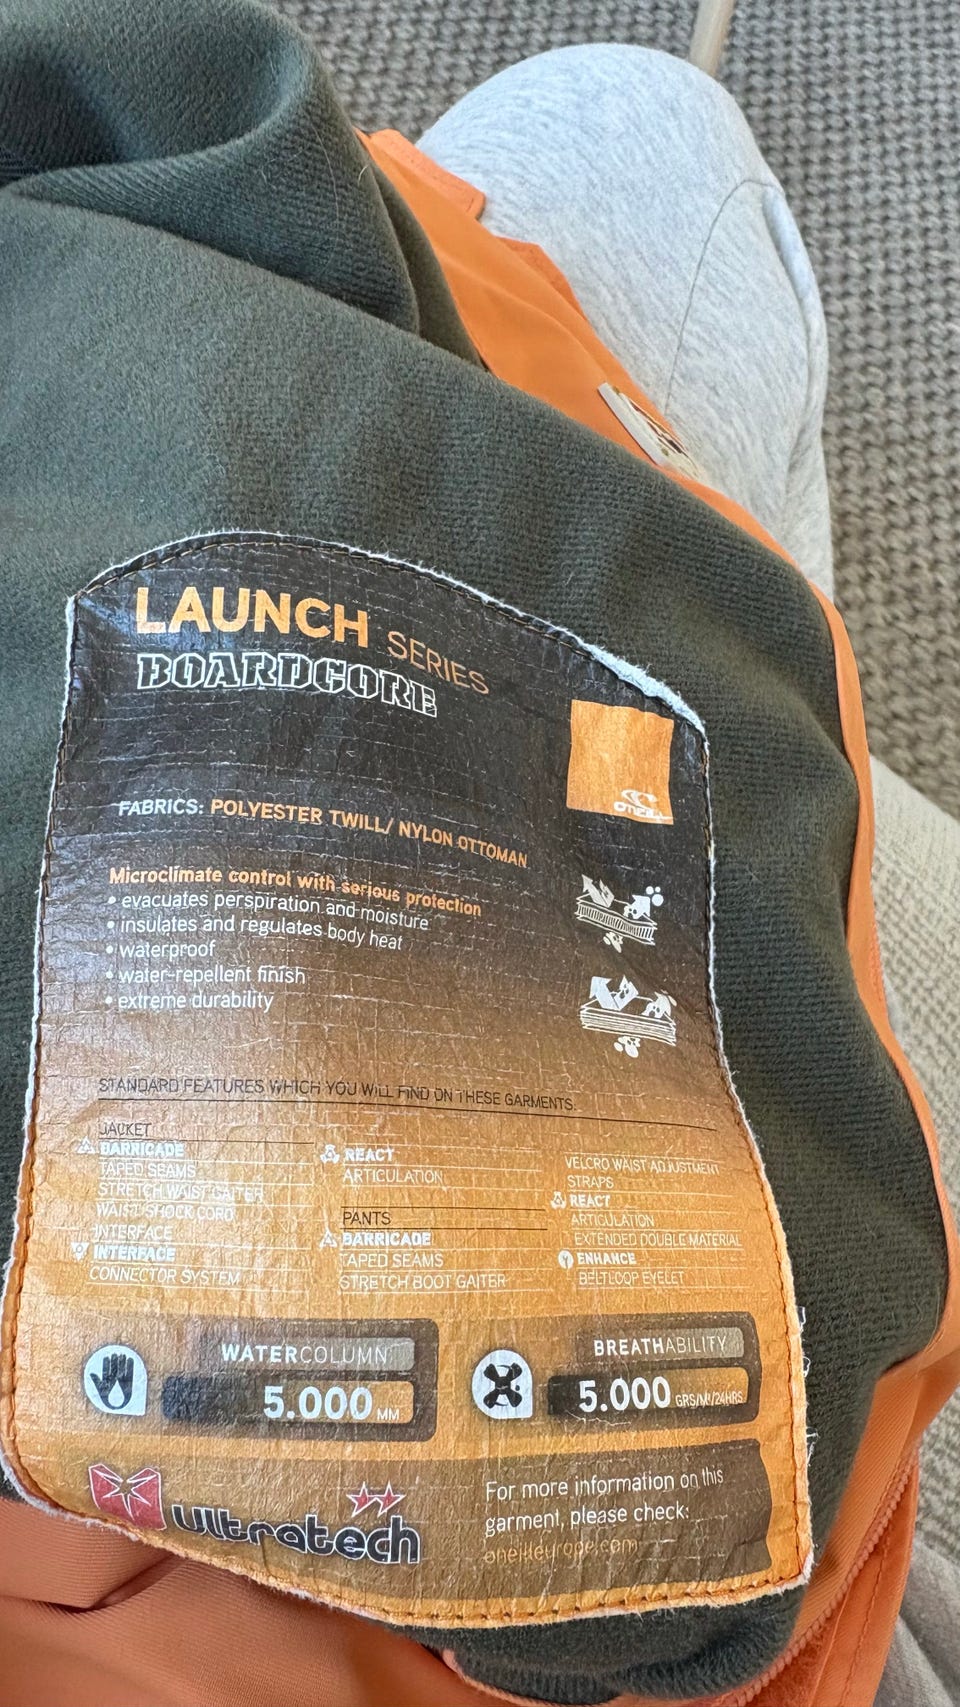 LAUNCH SERIES
BOARDCORE
O'NEILL
FABRICS: POLYESTER TWILL/ NYLON OTTOMAN
Microclimate control with serious protection
• evacuates perspiration and moisture
• insulates and regulates body heat
• waterproof
• water-repellent finish
• extreme durability
STANDARD FEATURES WHICH YOU WILL FIND ON THESE GARMENTS.
JACKET
BARRICADE
TAPED SEAMS
STRETCH WAIST GAITER
WAIST SHOCK CORD
INTERFACE
INTERFACE
CONNECTOR SYSTEM
REACT
ARTICULATION
PANTS
BARRICADE
TAPED SEAMS
STRETCH BOOT GAITER
VELCRO WAIST ADJUSTMENT
STRAPS
REACT
ARTICULATION
EXTENDED DOUBLE MATERIAL
ENHANCE
BELTLOOP EYELET
WATERCOLUMN
5.000 MM
BREATHABILITY
5.000 GRS/M²/24HRS
Ultratech
For more information on this
garment, please check:
oneilleurope.com